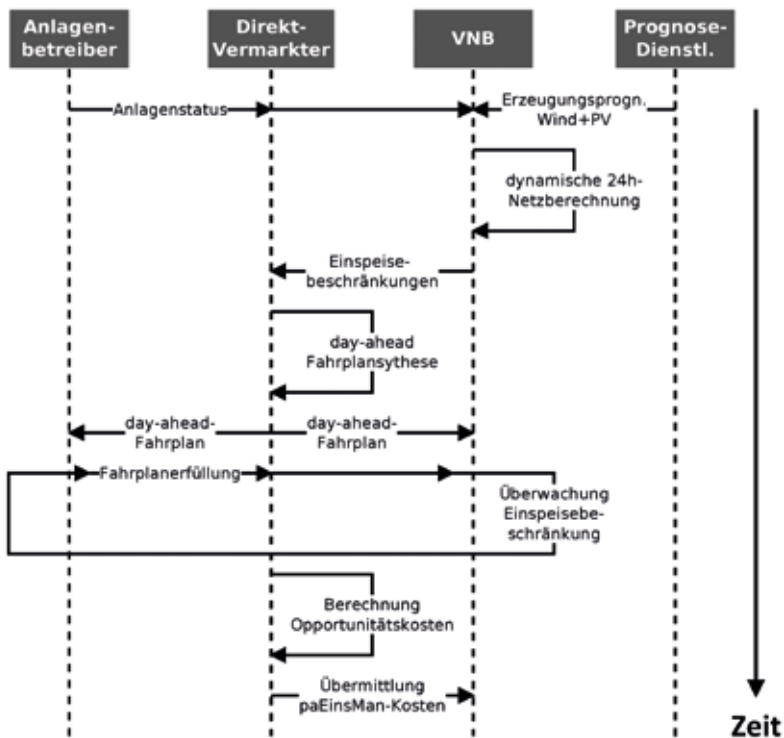 Anlagen-
betreiber
Direkt-
Vermarkter
VNB
Prognose-
Dienstl.
Anlagenstatus
Erzeugungsprogn.
Wind+PV
dynamische 24h-
Netzberechnung
Einspeise-
beschränkungen
day-ahead
Fahrplansythese
day-ahead-
Fahrplan
day-ahead-
Fahrplan
Fahrplanerfüllung
Überwachung
Einspeisebe-
schränkung
Berechnung
Opportunitätskosten
Übermittlung
paEinsMan-Kosten
Zeit